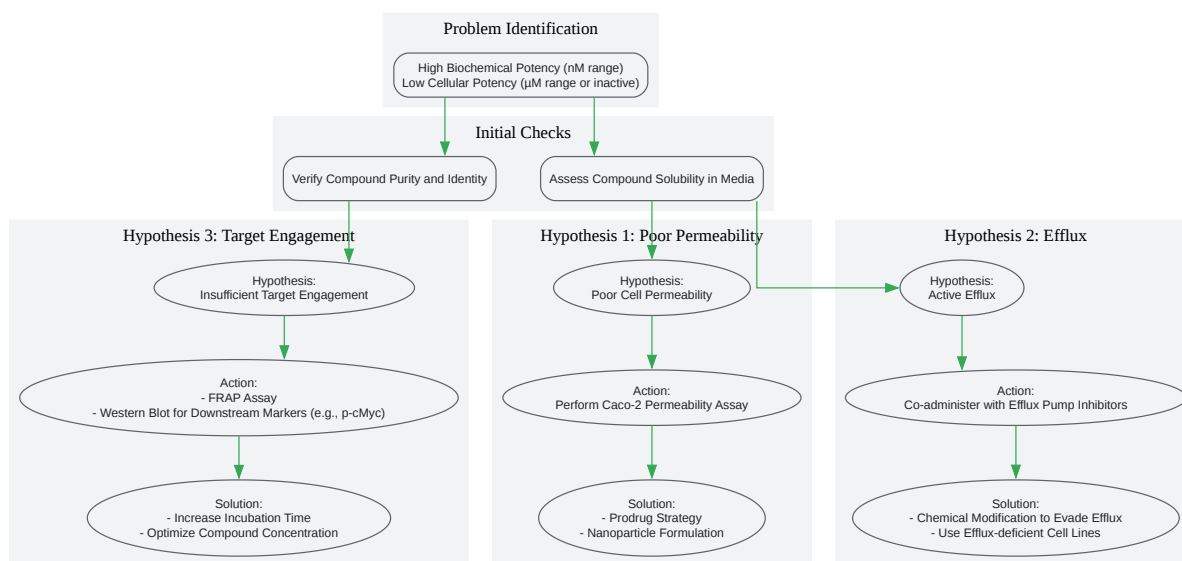 Problem Identification
High Biochemical Potency (nM range)
Low Cellular Potency (µM range or inactive)
Initial Checks
Verify Compound Purity and Identity
Assess Compound Solubility in Media
Hypothesis 3: Target Engagement
Hypothesis:
Insufficient Target Engagement
Action:
- FRAP Assay
- Western Blot for Downstream Markers (e.g., p-cMyc)
Solution:
- Increase Incubation Time
- Optimize Compound Concentration
Hypothesis 1: Poor Permeability
Hypothesis:
Poor Cell Permeability
Action:
Perform Caco-2 Permeability Assay
Solution:
- Prodrug Strategy
- Nanoparticle Formulation
Hypothesis 2: Efflux
Hypothesis:
Active Efflux
Action:
Co-administer with Efflux Pump Inhibitors
Solution:
- Chemical Modification to Evade Efflux
- Use Efflux-deficient Cell Lines